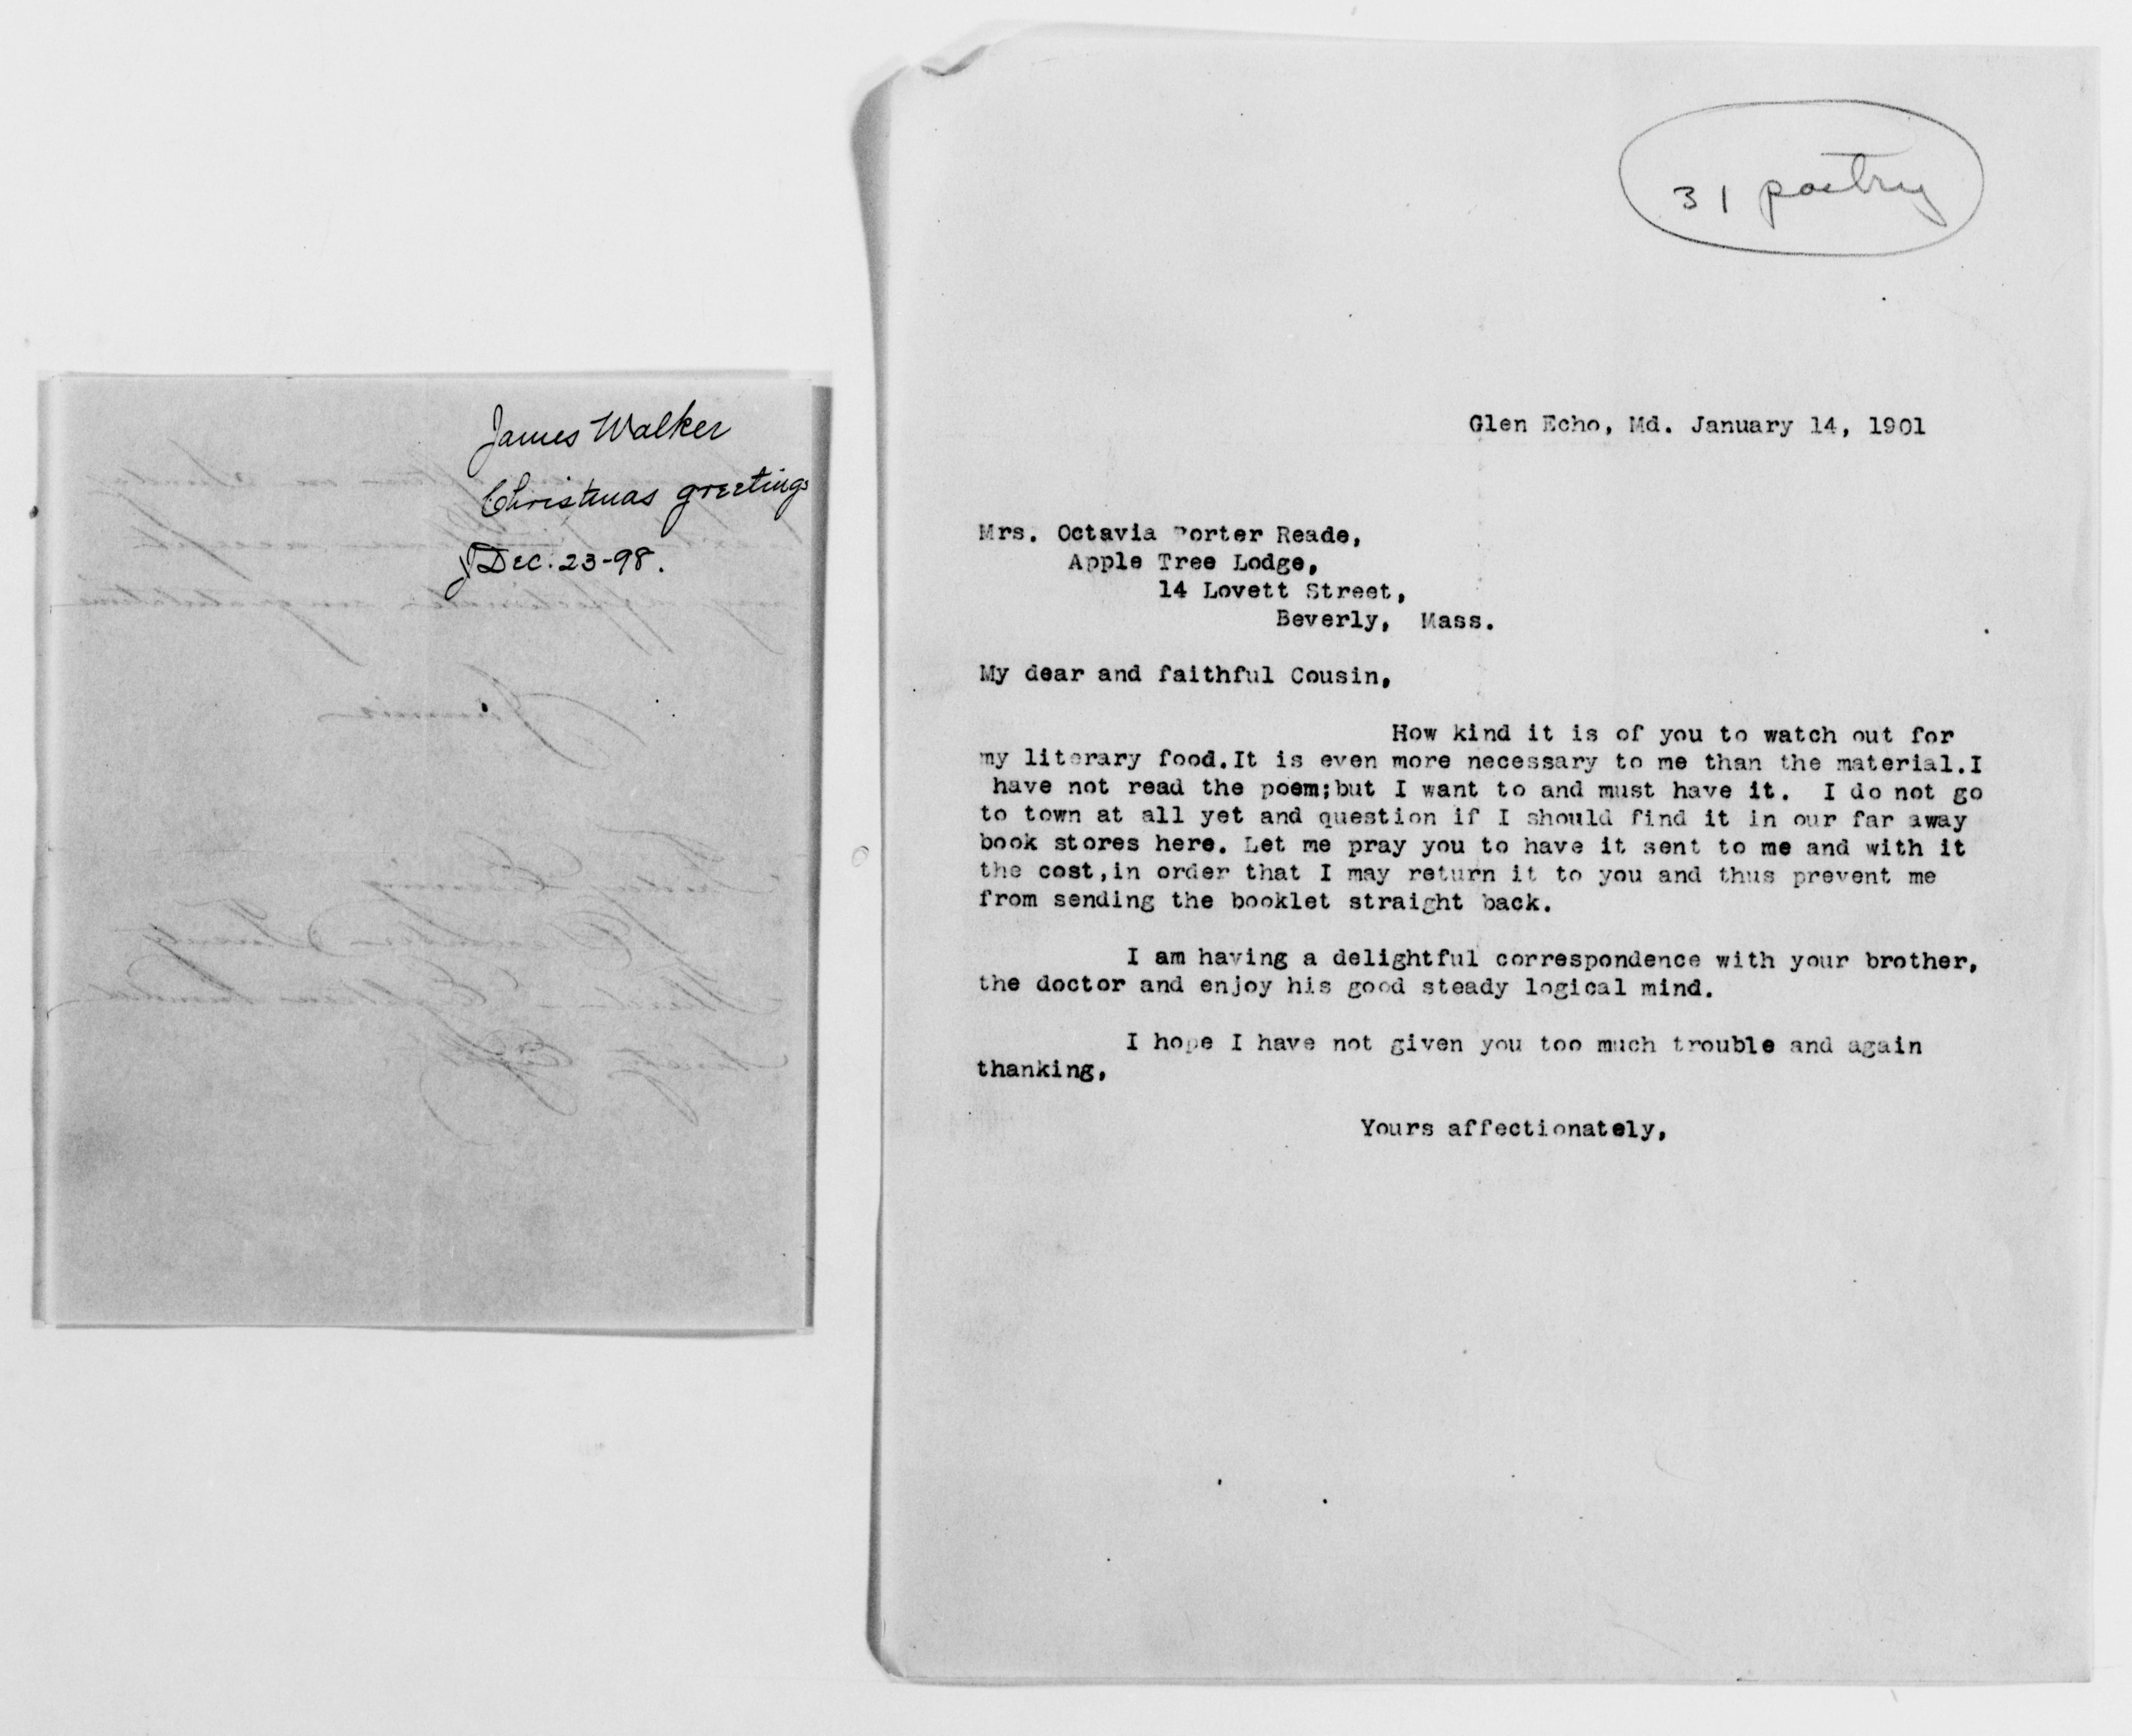 James Walker
Christmas greetings
Dec. 23-98.
31 poetry
Glen Echo, Md. January 14, 1901
Mrs. Octavia Porter Reade,
Apple Tree Lodge,
14 Lovett Street,
Beverly, Mass.
My dear and faithful Cousin,
How kind it is of you to watch out for
my literary food.It is even more necessary to me than the material.I
have not read the poem;but I want to and must have it. I do not go
to town at all yet and question if I should find it in our far away
book stores here. Let me pray you to have it sent to me and with it
the cost,in order that I may return it to you and thus prevent me
from sending the booklet straight back.
I am having a delightful correspondence with your brother,
the doctor and enjoy his good steady logical mind.
I hope I have not given you too much trouble and again
thanking,
Yours affectionately,